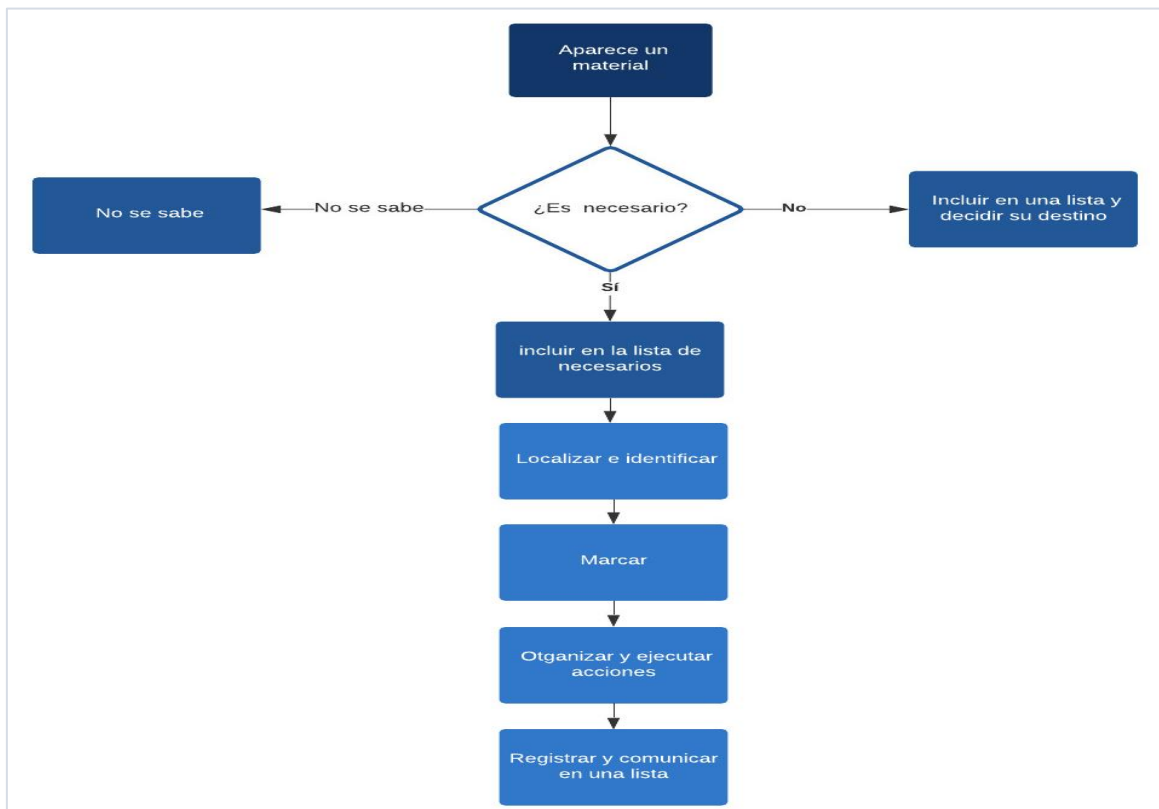 Aparece un
material
No se sabe
No se sabe
¿Es necesario?
No
Incluir en una lista y
decidir su destino
Sí
incluir en la lista de
necesarios
Localizar e identificar
Marcar
Otganizar y ejecutar
acciones
Registrar y comunicar
en una lista